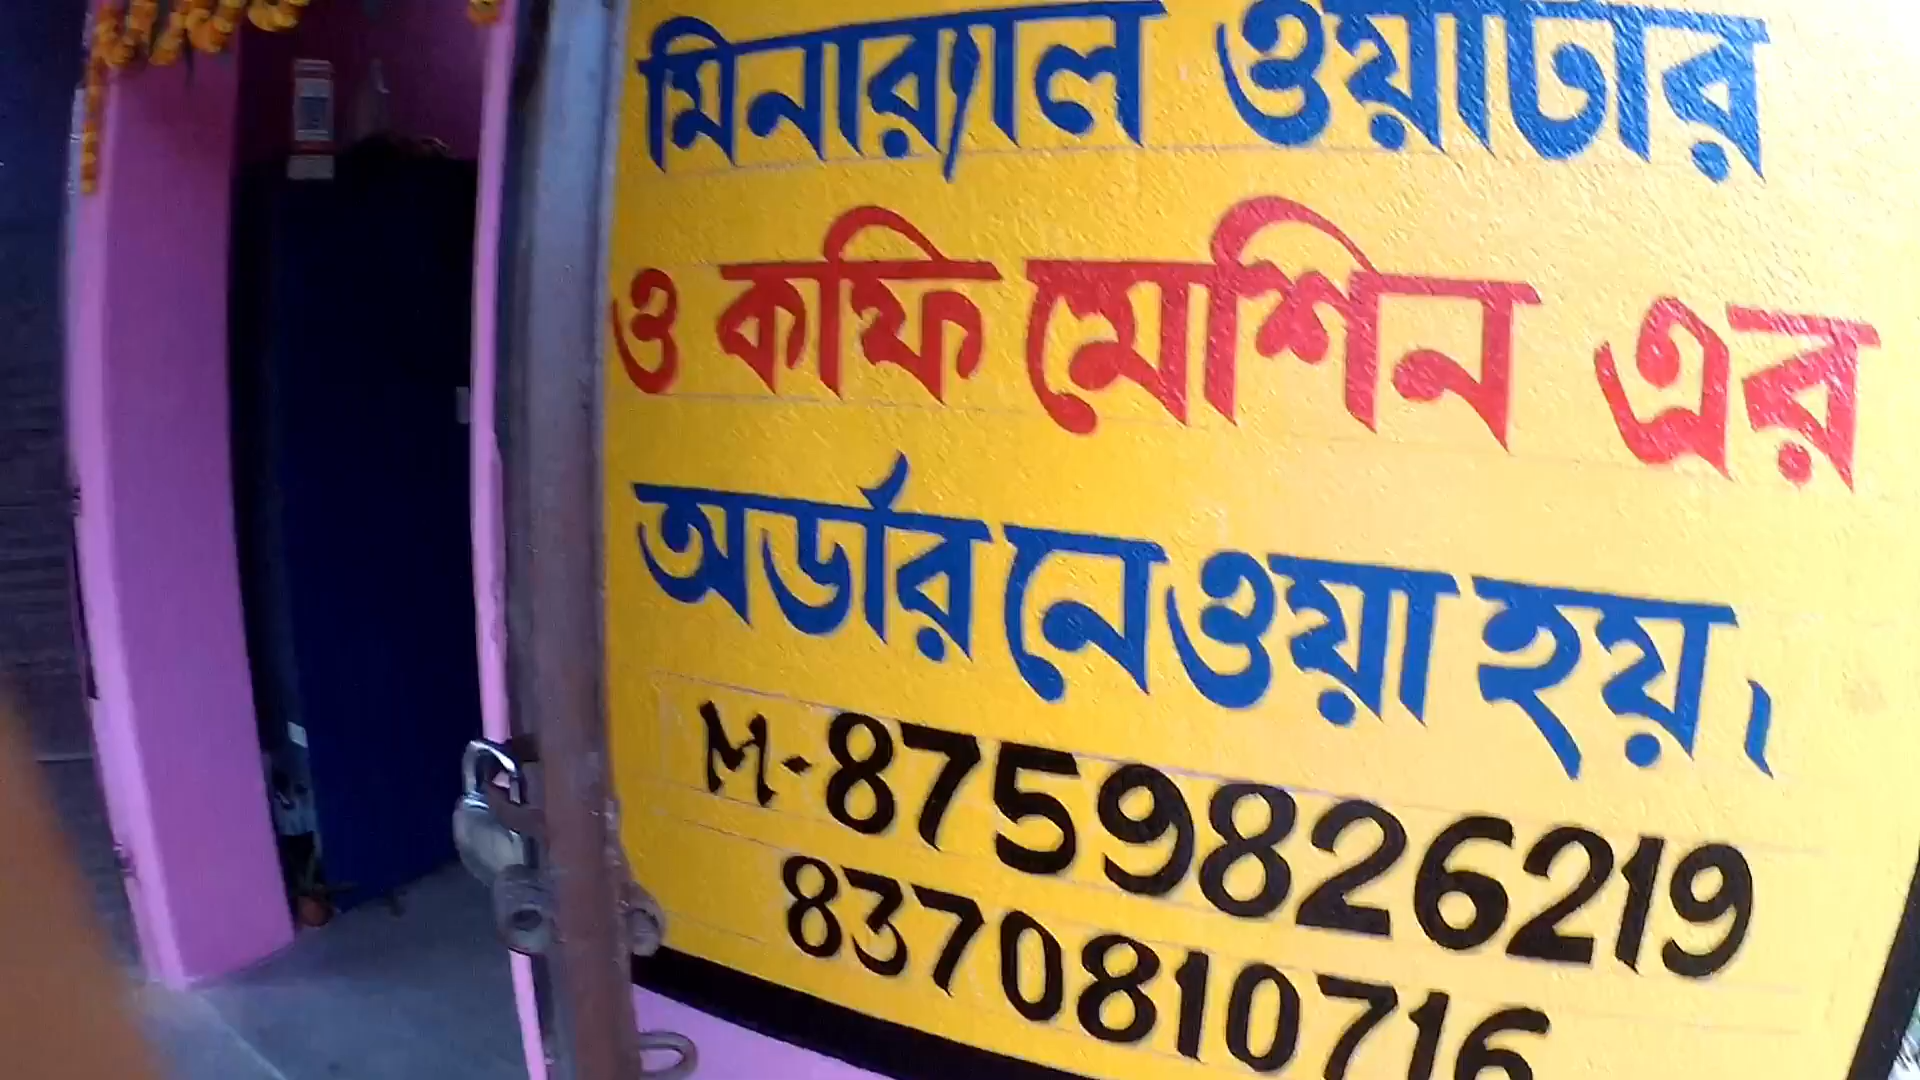 মিনার‍্যাল ওয়াটার
ও কফি মেশিন এর
অর্ডার নেওয়া হয়।
M-8759826219
8370810716